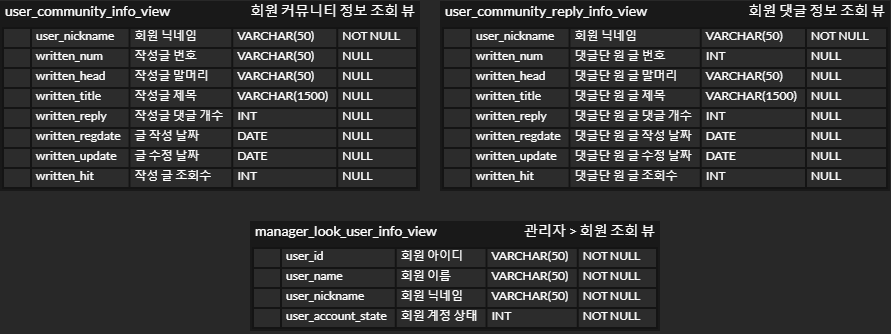 user_community_info_view 회원 커뮤니티 정보 조회 뷰
user_nickname 회원 닉네임 VARCHAR(50) NOT NULL
written_num 작성글 번호 VARCHAR(50) NULL
written_head 작성글 말머리 VARCHAR(50) NULL
written_title 작성글 제목 VARCHAR(1500) NULL
written_reply 작성글 댓글 개수 INT NULL
written_regdate 글 작성 날짜 DATE NULL
written_update 글 수정 날짜 DATE NULL
written_hit 작성 글 조회수 INT NULL
user_community_reply_info_view 회원 댓글 정보 조회 뷰
user_nickname 회원 닉네임 VARCHAR(50) NOT NULL
written_num 댓글단 원 글 번호 INT NULL
written_head 댓글단 원 글 말머리 VARCHAR(50) NULL
written_title 댓글단 원 글 제목 VARCHAR(1500) NULL
written_reply 댓글단 원 글 댓글 개수 INT NULL
written_regdate 댓글단 원 글 작성 날짜 DATE NULL
written_update 댓글단 원 글 수정 날짜 DATE NULL
written_hit 댓글단 원 글 조회수 INT NULL
manager_look_user_info_view 관리자 > 회원 조회 뷰
user_id 회원 아이디 VARCHAR(50) NOT NULL
user_name 회원 이름 VARCHAR(50) NOT NULL
user_nickname 회원 닉네임 VARCHAR(50) NOT NULL
user_account_state 회원 계정 상태 INT NOT NULL